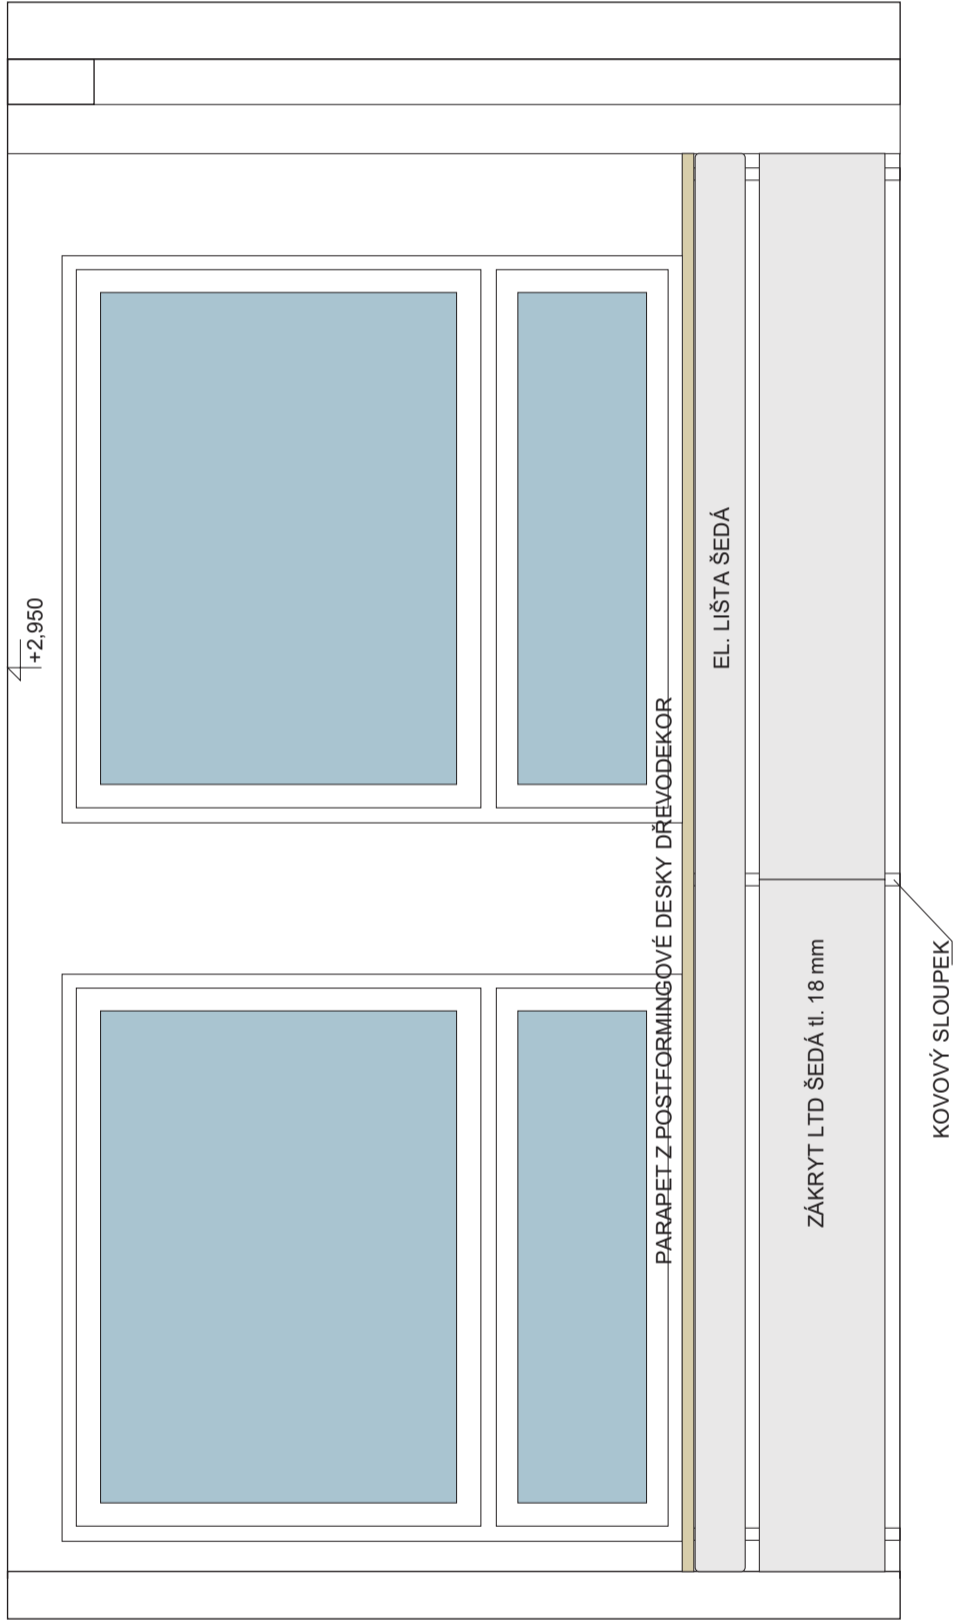 +2,950
PARAPET Z POSTFORMINGOVÉ DESKY DŘEVODEKOR
EL. LIŠTA ŠEDÁ
ZÁKRYT LTD ŠEDÁ tl. 18 mm
KOVOVÝ SLOUPEK